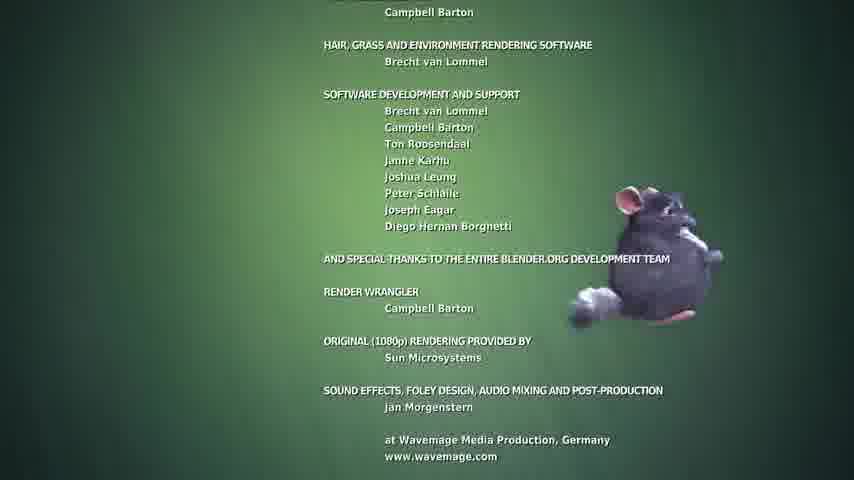 Campbell Barton
HAIR, GRASS AND ENVIRONMENT RENDERING SOFTWARE
Brecht van Lommel
SOFTWARE DEVELOPMENT AND SUPPORT
Brecht van Lommel
Campbell Barton
Ton Roosendaal
Janne Karhu
Joshua Leung
Peter Schlaile
Joseph Eagar
Diego Hernan Borghetti
AND SPECIAL THANKS TO THE ENTIRE BLENDER.ORG DEVELOPMENT TEAM
RENDER WRANGLER
Campbell Barton
ORIGINAL (1080p) RENDERING PROVIDED BY
Sun Microsystems
SOUND EFFECTS, FOLEY DESIGN, AUDIO MIXING AND POST-PRODUCTION
Jan Morgenstern
at Wavemage Media Production, Germany
www.wavemage.com